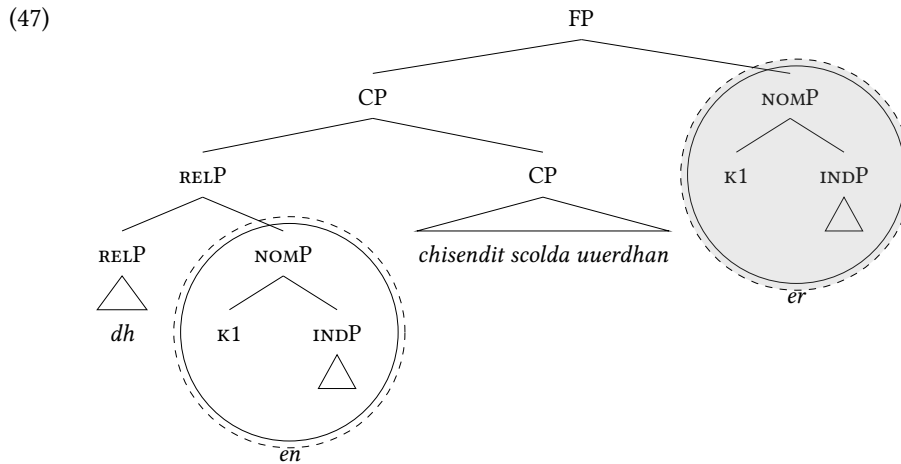 (47)
FP
CP
NOMP
RELP
CP
K1
INDP
RELP
NOMP
chisendit scolda uuerdhan
er
dh
K1
INDP
en